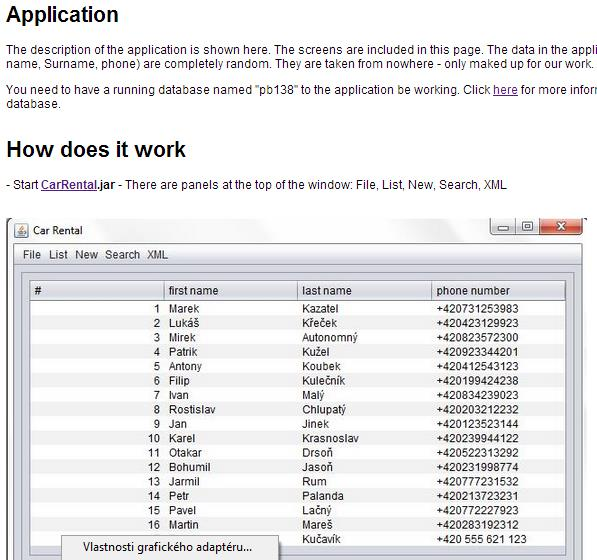 Application
The description of the application is shown here. The screens are included in this page. The data in the appli
name, Surname, phone) are completely random. They are taken from nowhere - only maked up for our work.
You need to have a running database named "pb138" to the application be working. Click here for more infor
database.
How does it work
- Start CarRental.jar - There are panels at the top of the window: File, List, New, Search, XML
Car Rental
File List New Search XML
# first name last name phone number
1 Marek Kazatel +420731253983
2 Lukáš Křeček +420423129923
3 Mirek Autonomný +420823572300
4 Patrik Kužel +420923344201
5 Antony Koubek +420412543123
6 Filip Kulečník +420199424238
7 Ivan Malý +420834239023
8 Rostislav Chlupatý +420203212232
9 Jan Jinek +420123523144
10 Karel Krasnoslav +420239944122
11 Otakar Drsoň +420522313292
12 Bohumil Jasoň +420231998774
13 Jarmil Rum +420777231532
14 Petr Palanda +420213723231
15 Pavel Lačný +420772227923
16 Martin Mareš +420283192312
Kučavík +420 555 621 123
Vlastnosti grafického adaptéru...